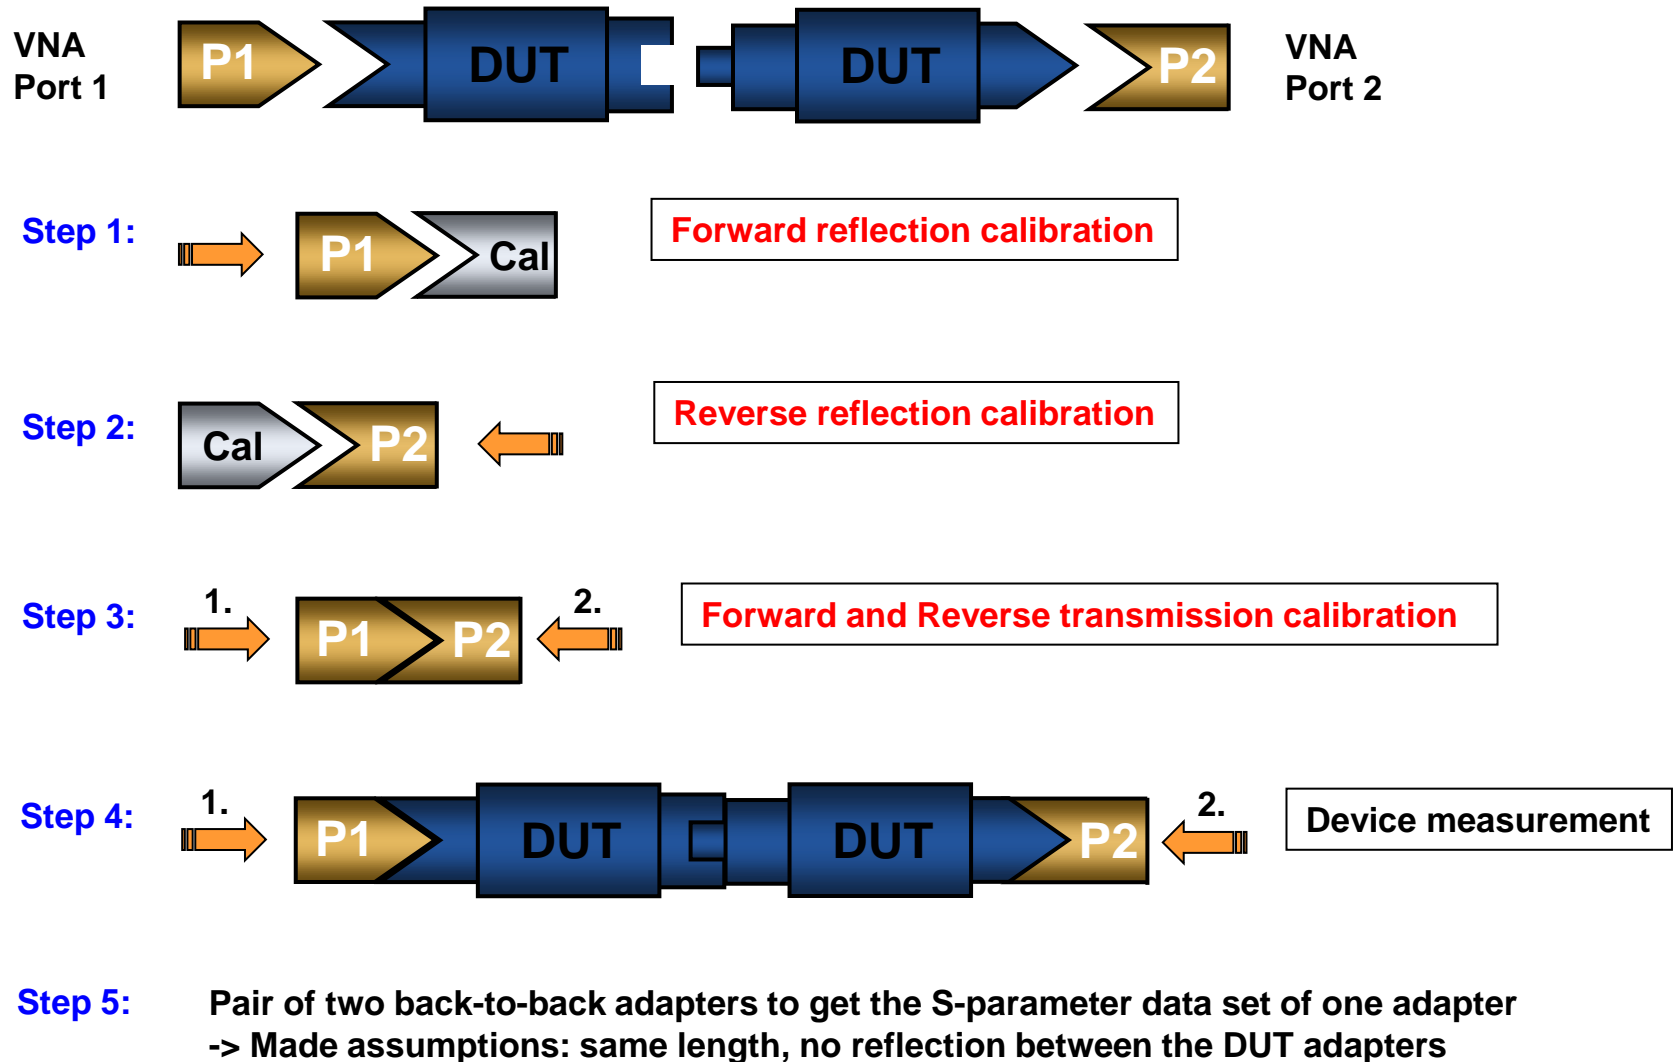 VNA
Port 1
P1
DUT
DUT
P2
VNA
Port 2
Step 1:
P1
Cal
Forward reflection calibration
Step 2:
Cal
P2
Reverse reflection calibration
Step 3:
1.
P1
P2
2.
Forward and Reverse transmission calibration
Step 4:
1.
P1
DUT
DUT
P2
2.
Device measurement
Step 5:
Pair of two back-to-back adapters to get the S-parameter data set of one adapter
-> Made assumptions: same length, no reflection between the DUT adapters